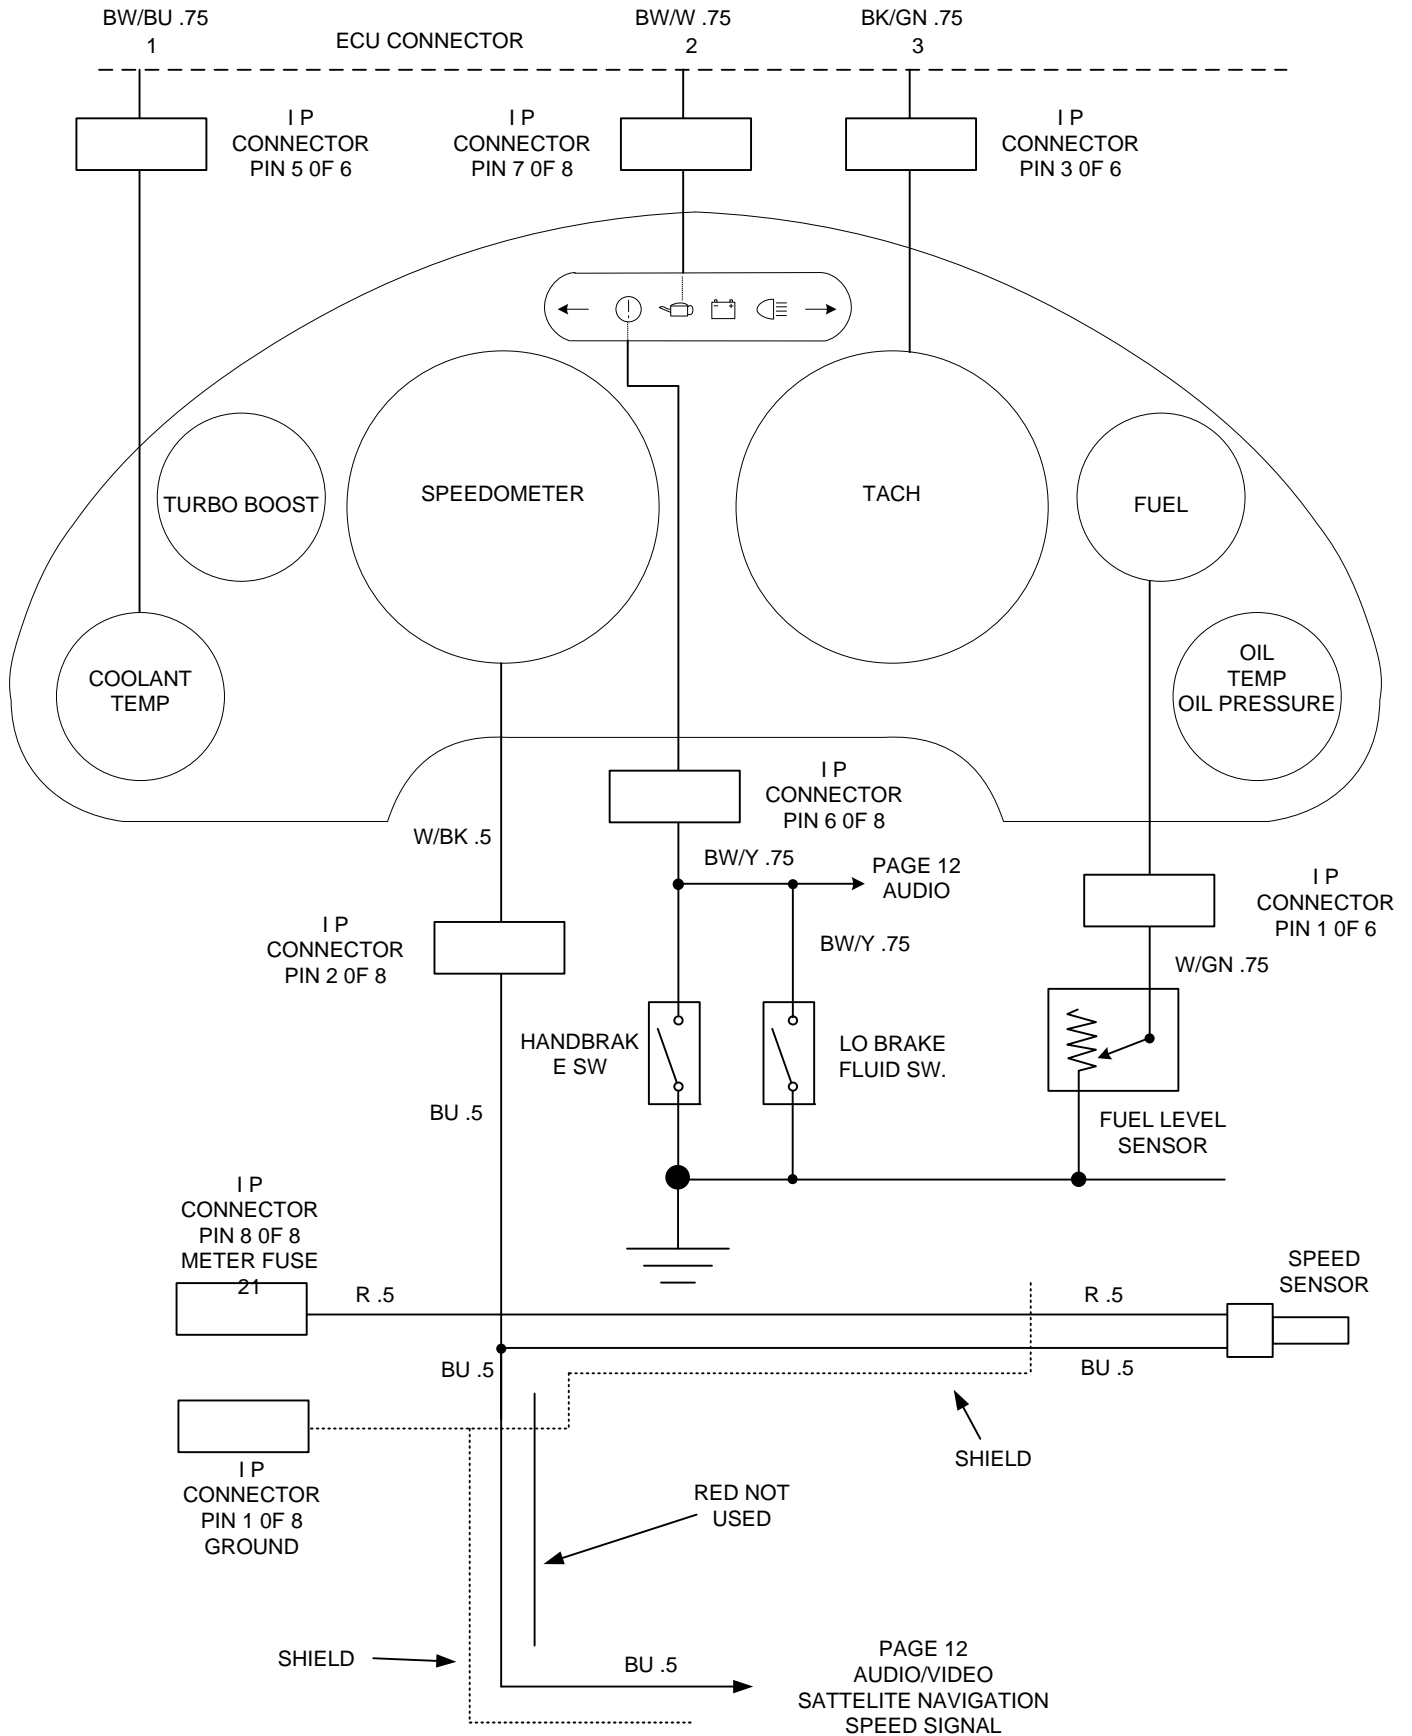 BW/BU .75
BW/W .75
BK/GN .75
1
ECU CONNECTOR
2
3
I P
CONNECTOR
PIN 5 0F 6
I P
CONNECTOR
PIN 7 0F 8
I P
CONNECTOR
PIN 3 0F 6
TURBO BOOST
SPEEDOMETER
TACH
FUEL
COOLANT
TEMP
OIL
TEMP
OIL PRESSURE
I P
CONNECTOR
PIN 6 0F 8
W/BK .5
BW/Y .75
PAGE 12
AUDIO
I P
CONNECTOR
PIN 1 0F 6
I P
CONNECTOR
PIN 2 0F 8
BW/Y .75
W/GN .75
HANDBRAK
E SW
LO BRAKE
FLUID SW.
BU .5
FUEL LEVEL
SENSOR
I P
CONNECTOR
PIN 8 0F 8
METER FUSE
21
R .5
R .5
SPEED
SENSOR
BU .5
BU .5
I P
CONNECTOR
PIN 1 0F 8
GROUND
SHIELD
RED NOT
USED
SHIELD
BU .5
PAGE 12
AUDIO/VIDEO
SATTELITE NAVIGATION
SPEED SIGNAL